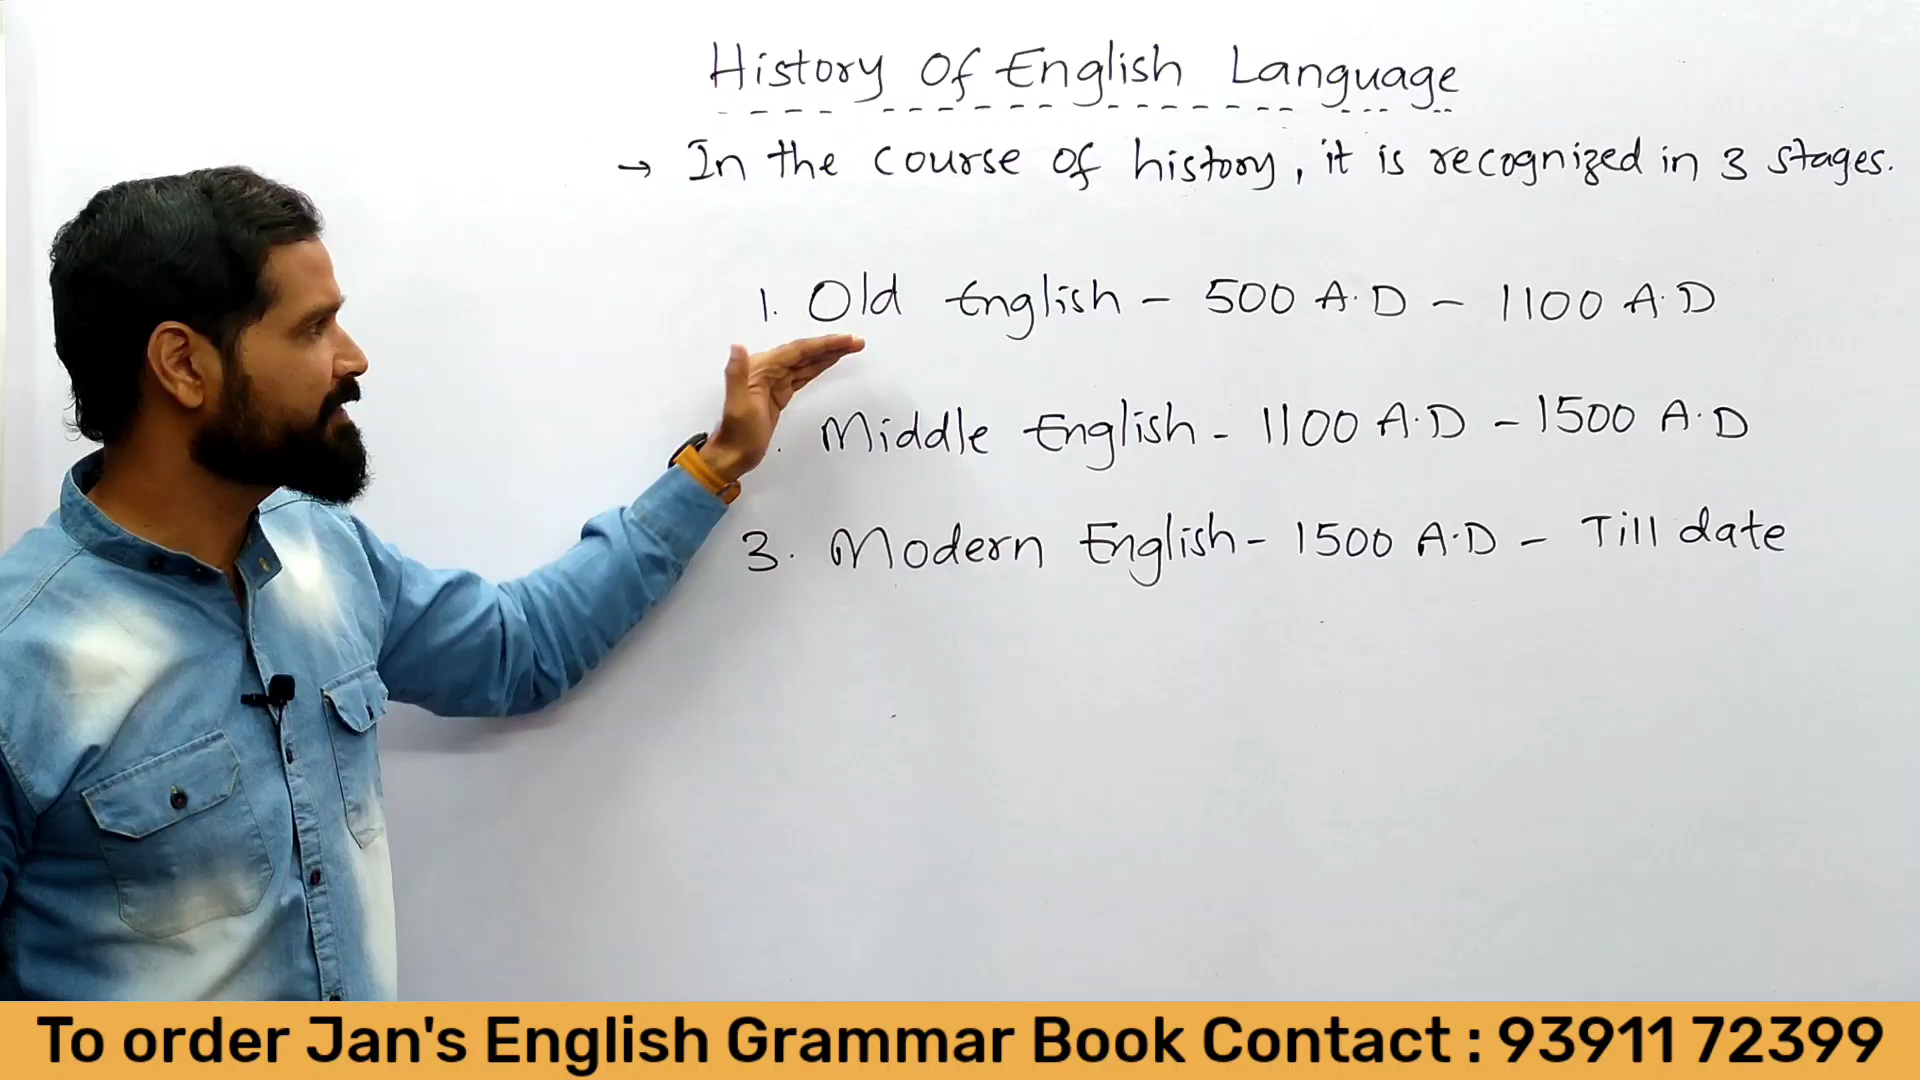 History Of English Language
→ In the course of history, it is recognized in 3 stages.
1. Old English - 500 A.D - 1100 A.D
. Middle English - 1100 A.D - 1500 A.D
3. Modern English - 1500 A.D - Till date
To order Jan's English Grammar Book Contact : 93911 72399